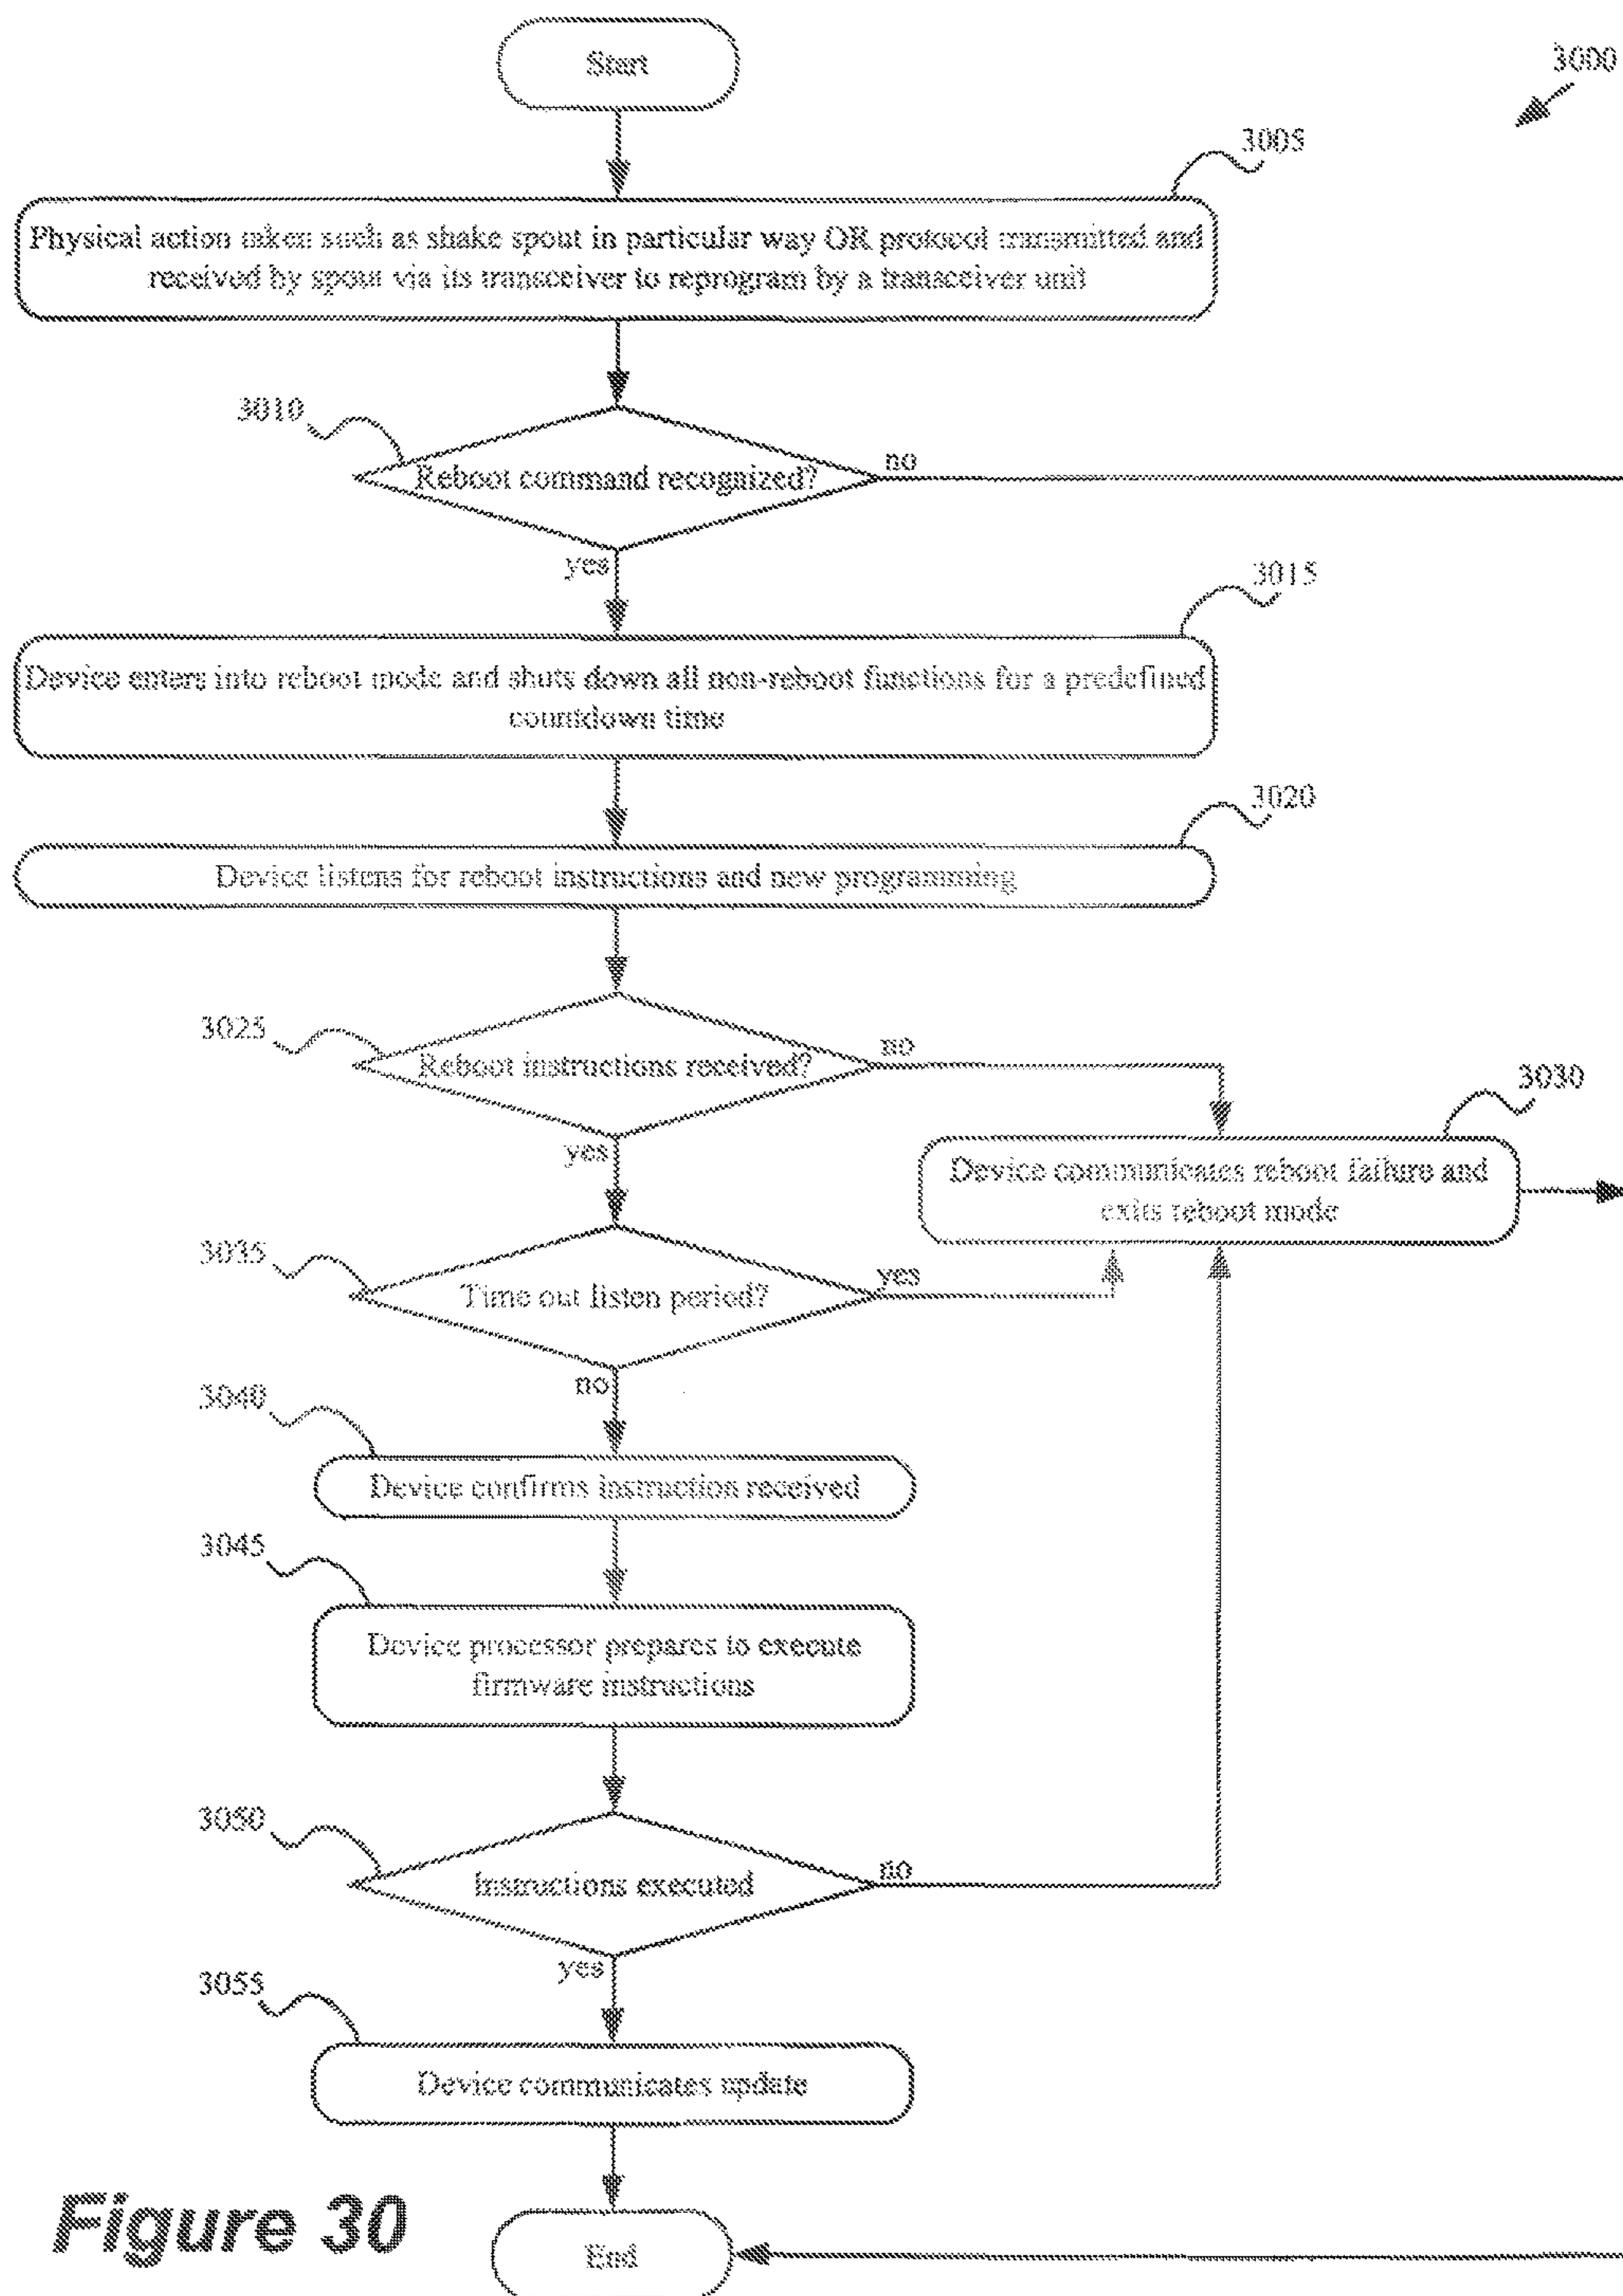 Start
3000
3005
Physical action taken such as shake spout in particular way OR protocol transmitted and
received by spout via its transceiver to reprogram by a transceiver unit
3010
Reboot command recognized?
no
yes
3015
Device enters into reboot mode and shuts down all non-reboot functions for a predefined
countdown time
3020
Device listens for reboot instructions and new programming
3025
Reboot instructions received?
no
yes
3030
Device communicates reboot failure and
exits reboot mode
3035
Time out listen period?
yes
no
3040
Device confirms instruction received
3045
Device processor prepares to execute
firmware instructions
3050
Instructions executed
no
yes
3055
Device communicates update
Figure 30
End